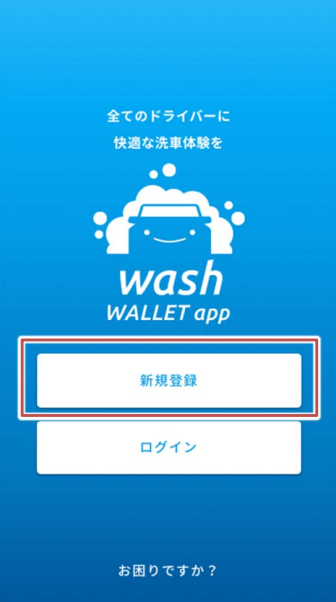 全てのドライバーに
快適な洗車体験を
wash
WALLET app
新規登録
ログイン
お困りですか？